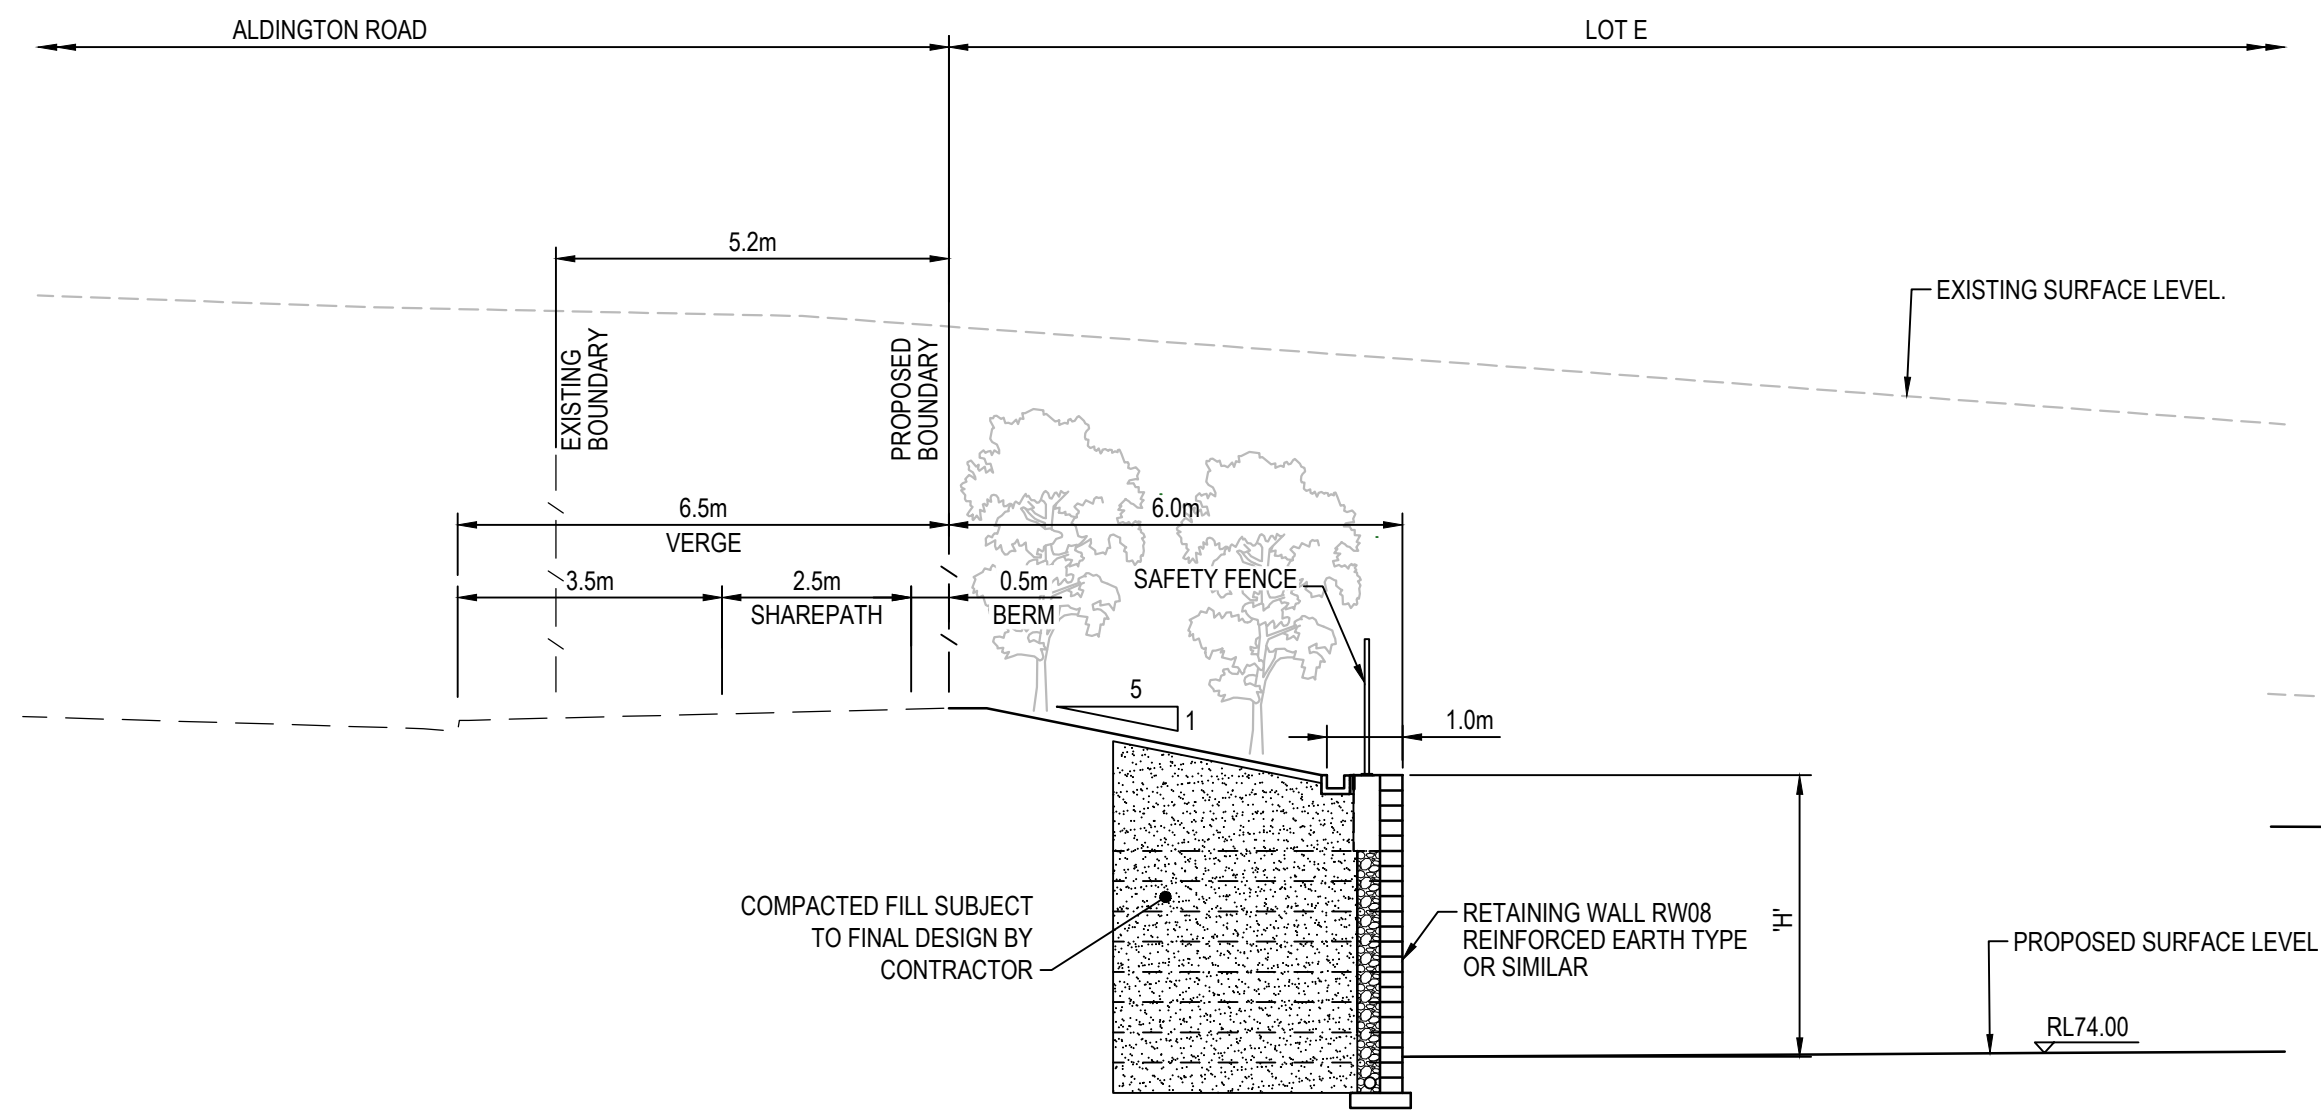 ALDINGTON ROAD
LOT E
5.2m
EXISTING SURFACE LEVEL.
EXISTING
BOUNDARY
PROPOSED
BOUNDARY
6.5m
VERGE
6.0m
3.5m
2.5m
SHAREPATH
0.5m
BERM
SAFETY FENCE
5
1
1.0m
COMPACTED FILL SUBJECT
TO FINAL DESIGN BY
CONTRACTOR
RETAINING WALL RW08
REINFORCED EARTH TYPE
OR SIMILAR
'H'
PROPOSED SURFACE LEVEL
RL74.00